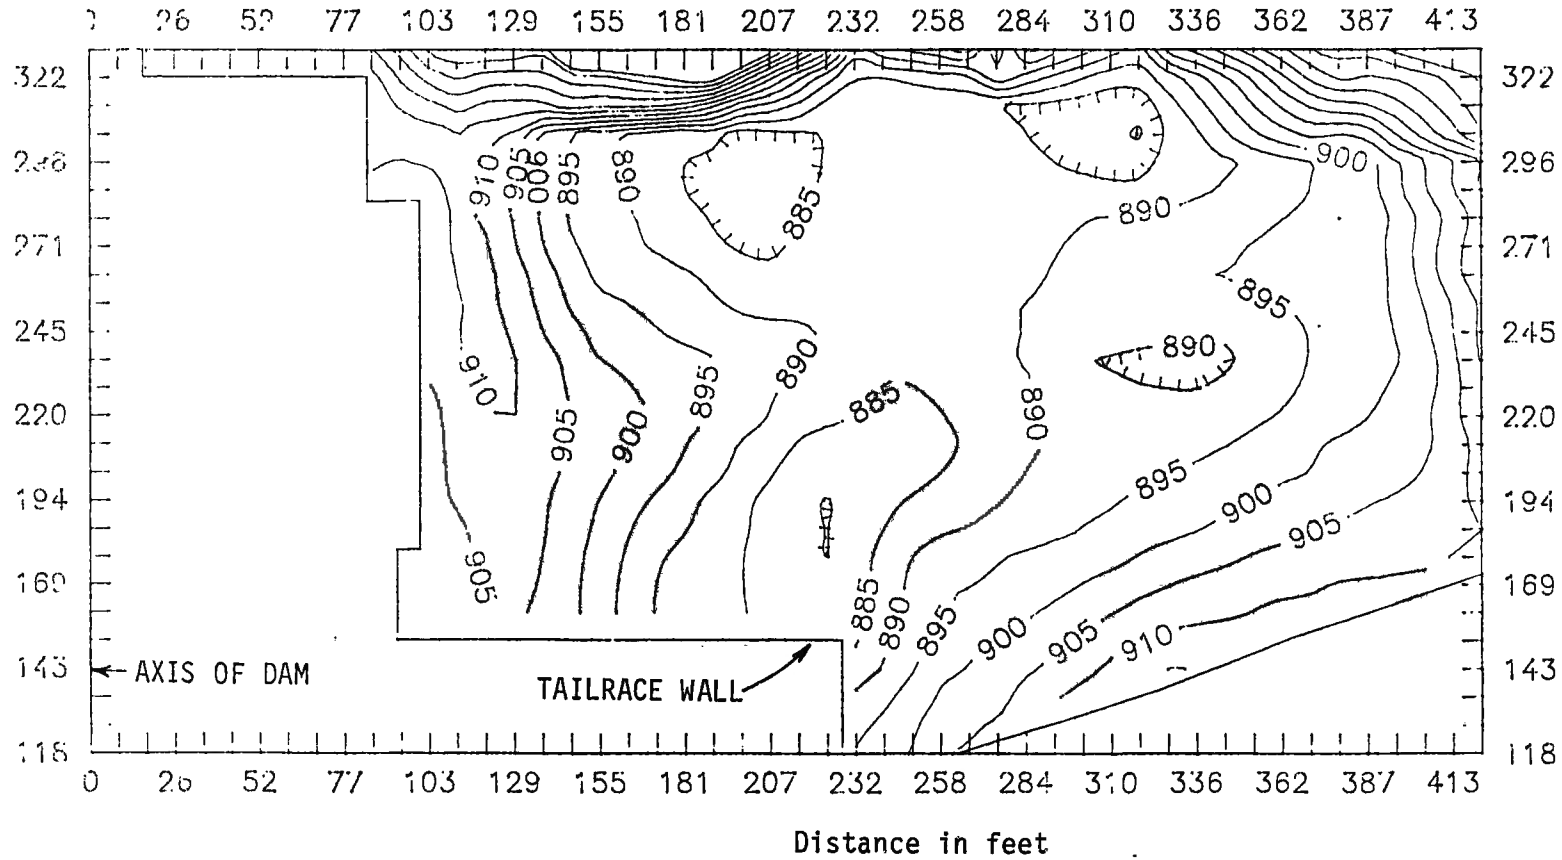 26 52 77 103 129 155 181 207 232 258 284 310 336 362 387 413
322 322
296 900 296
910 905 900 895 890 885 890
271 271
895
245 245
890 890
910 895 885 890
220 220
905 900
895
194 900 194
905
905 169 169
885 890 895 900 905 910
143 AXIS OF DAM 143
TAILRACE WALL
118 118
0 26 52 77 103 129 155 181 207 232 258 284 310 336 362 387 413
Distance in feet